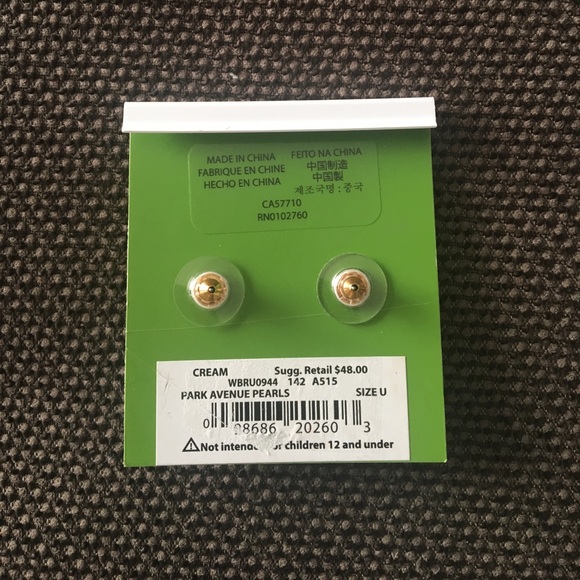 MADE IN CHINA FEITO NA CHINA
FABRIQUE EN CHINE 中国制造
HECHO EN CHINA 中国製
제조국명 : 중국
CA57710
RN0102760
CREAM Sugg. Retail $48.00
WBRU0944 142 A515
PARK AVENUE PEARLS SIZE U
0 98686 20260 3
Not intended for children 12 and under